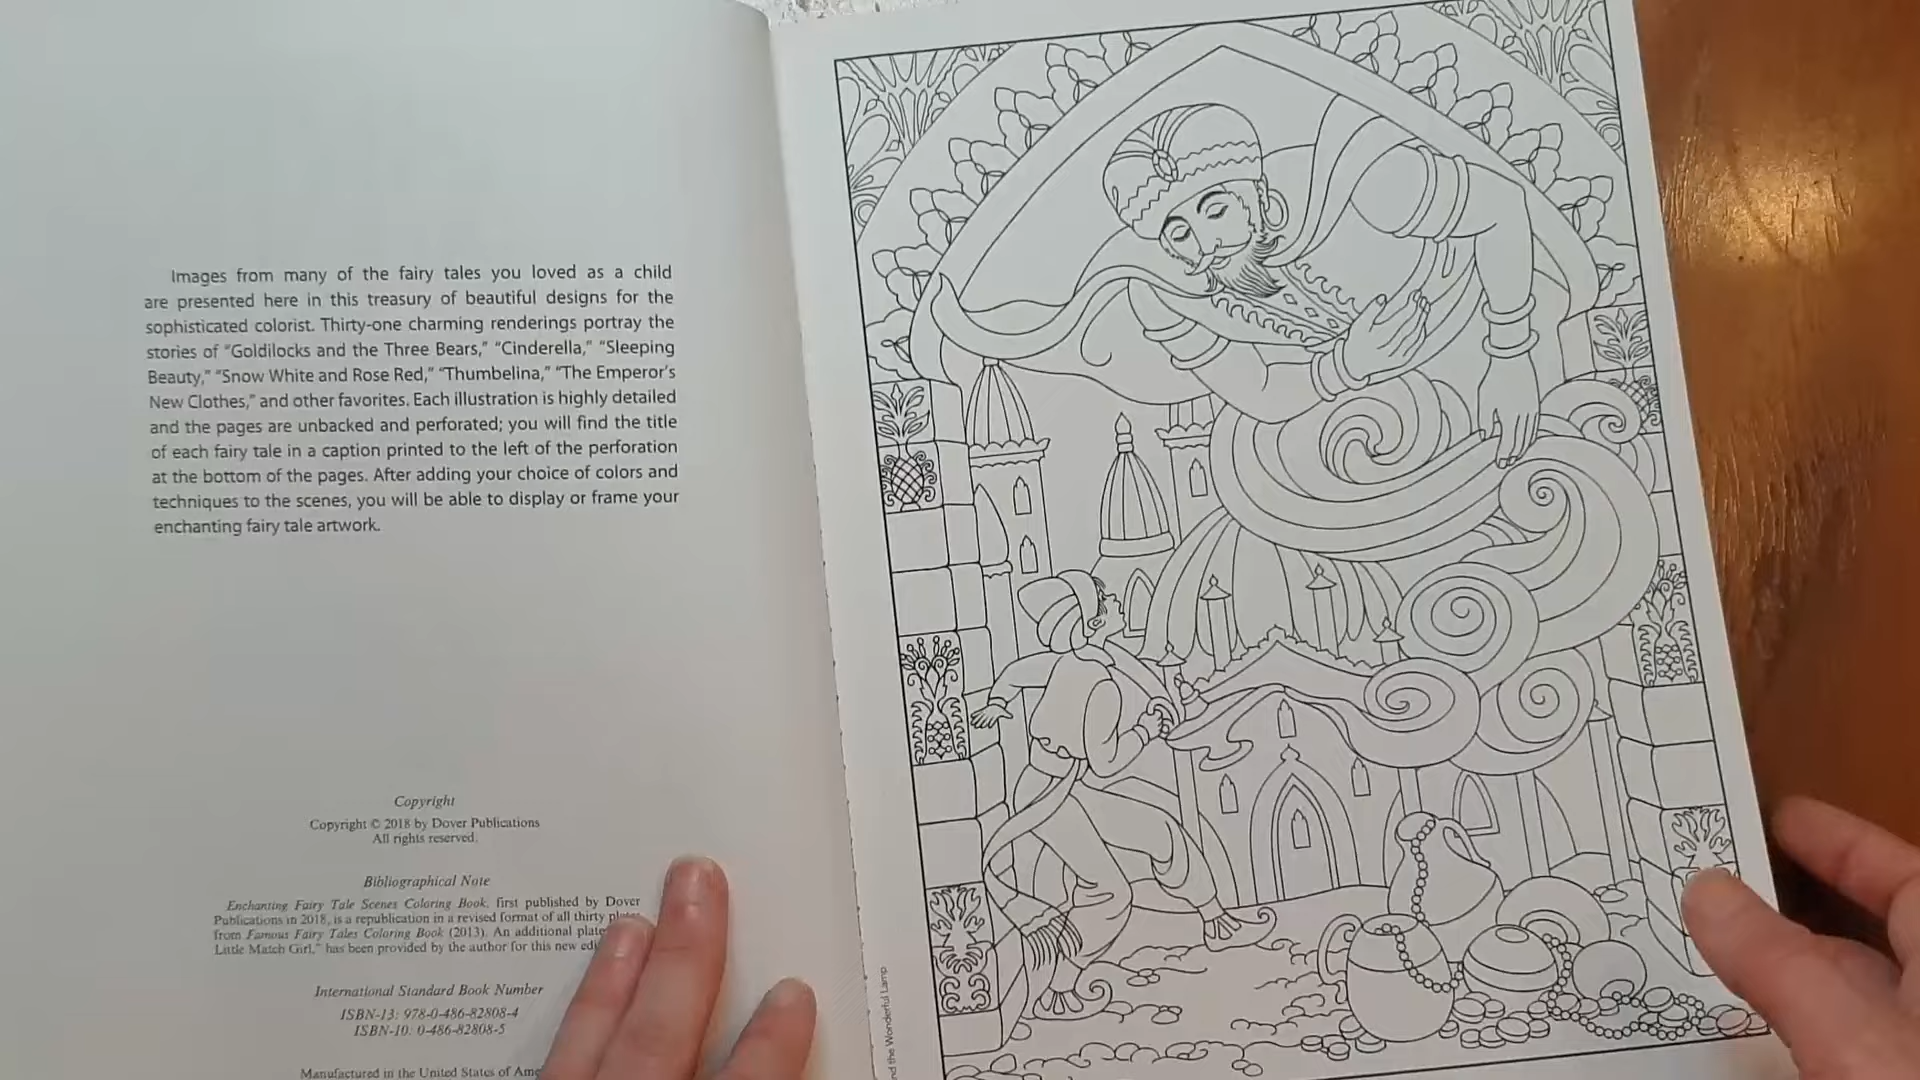 Images from many of the fairy tales you loved as a child
are presented here in this treasury of beautiful designs for the
sophisticated colorist. Thirty-one charming renderings portray the
stories of “Goldilocks and the Three Bears,” “Cinderella,” “Sleeping
Beauty,” “Snow White and Rose Red,” “Thumbelina,” “The Emperor’s
New Clothes,” and other favorites. Each illustration is highly detailed
and the pages are unbacked and perforated; you will find the title
of each fairy tale in a caption printed to the left of the perforation
at the bottom of the pages. After adding your choice of colors and
techniques to the scenes, you will be able to display or frame your
enchanting fairy tale artwork.
Copyright
Copyright © 2018 by Dover Publications
All rights reserved.
Bibliographical Note
Enchanting Fairy Tale Scenes Coloring Book, first published by Dover
Publications in 2018, is a republication in a revised format of all thirty
from Famous Fairy Tales Coloring Book (2013). An additional plate
Little Match Girl,” has been provided by the author for this new
International Standard Book Number
ISBN-13: 978-0-486-82808-4
ISBN-10: 0-486-82808-5
Manufactured in the United States of
the Wonderful Lamp